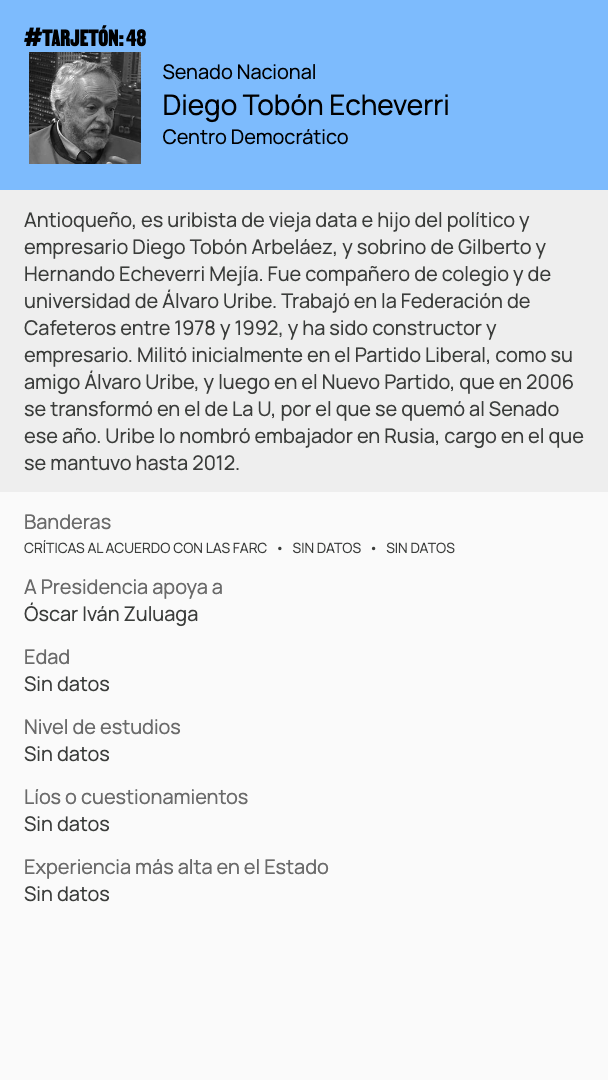 #TARJETÓN: 48
Senado Nacional
Diego Tobón Echeverri
Centro Democrático
Antioqueño, es uribista de vieja data e hijo del político y
empresario Diego Tobón Arbeláez, y sobrino de Gilberto y
Hernando Echeverri Mejía. Fue compañero de colegio y de
universidad de Álvaro Uribe. Trabajó en la Federación de
Cafeteros entre 1978 y 1992, y ha sido constructor y
empresario. Militó inicialmente en el Partido Liberal, como su
amigo Álvaro Uribe, y luego en el Nuevo Partido, que en 2006
se transformó en el de La U, por el que se quemó al Senado
ese año. Uribe lo nombró embajador en Rusia, cargo en el que
se mantuvo hasta 2012.
Banderas
CRÍTICAS AL ACUERDO CON LAS FARC • SIN DATOS • SIN DATOS
A Presidencia apoya a
Óscar Iván Zuluaga
Edad
Sin datos
Nivel de estudios
Sin datos
Líos o cuestionamientos
Sin datos
Experiencia más alta en el Estado
Sin datos